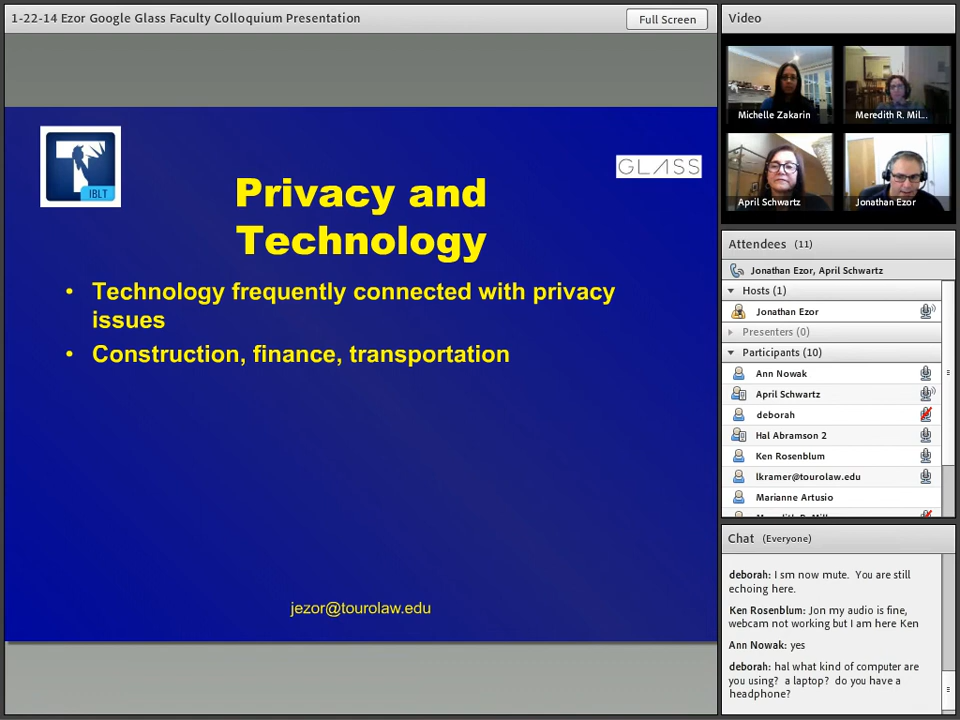 1-22-14 Ezor Google Glass Faculty Colloquium Presentation
Full Screen
IBLT
GLASS
Privacy and
Technology
• Technology frequently connected with privacy
issues
• Construction, finance, transportation
jezor@tourolaw.edu
Video
Michelle Zakarin
Meredith R. Mil...
April Schwartz
Jonathan Ezor
Attendees (11)
Jonathan Ezor, April Schwartz
Hosts (1)
Jonathan Ezor
Presenters (0)
Participants (10)
Ann Nowak
April Schwartz
deborah
Hal Abramson 2
Ken Rosenblum
lkramer@tourolaw.edu
Marianne Artusio
Chat (Everyone)
deborah: I sm now mute. You are still
echoing here.
Ken Rosenblum: Jon my audio is fine,
webcam not working but I am here Ken
Ann Nowak: yes
deborah: hal what kind of computer are
you using? a laptop? do you have a
headphone?